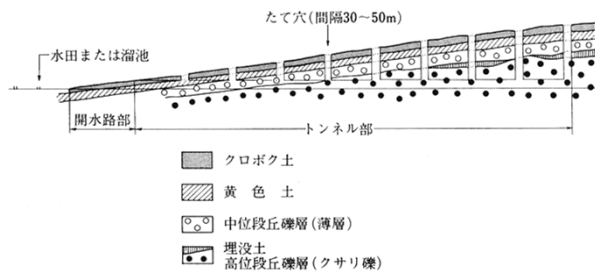 たて穴(間隔30～50m)
水田または溜池
開水路部
トンネル部
クロボク土
黄色土
中位段丘礫層(薄層)
埋没土
高位段丘礫層(クサリ礫)